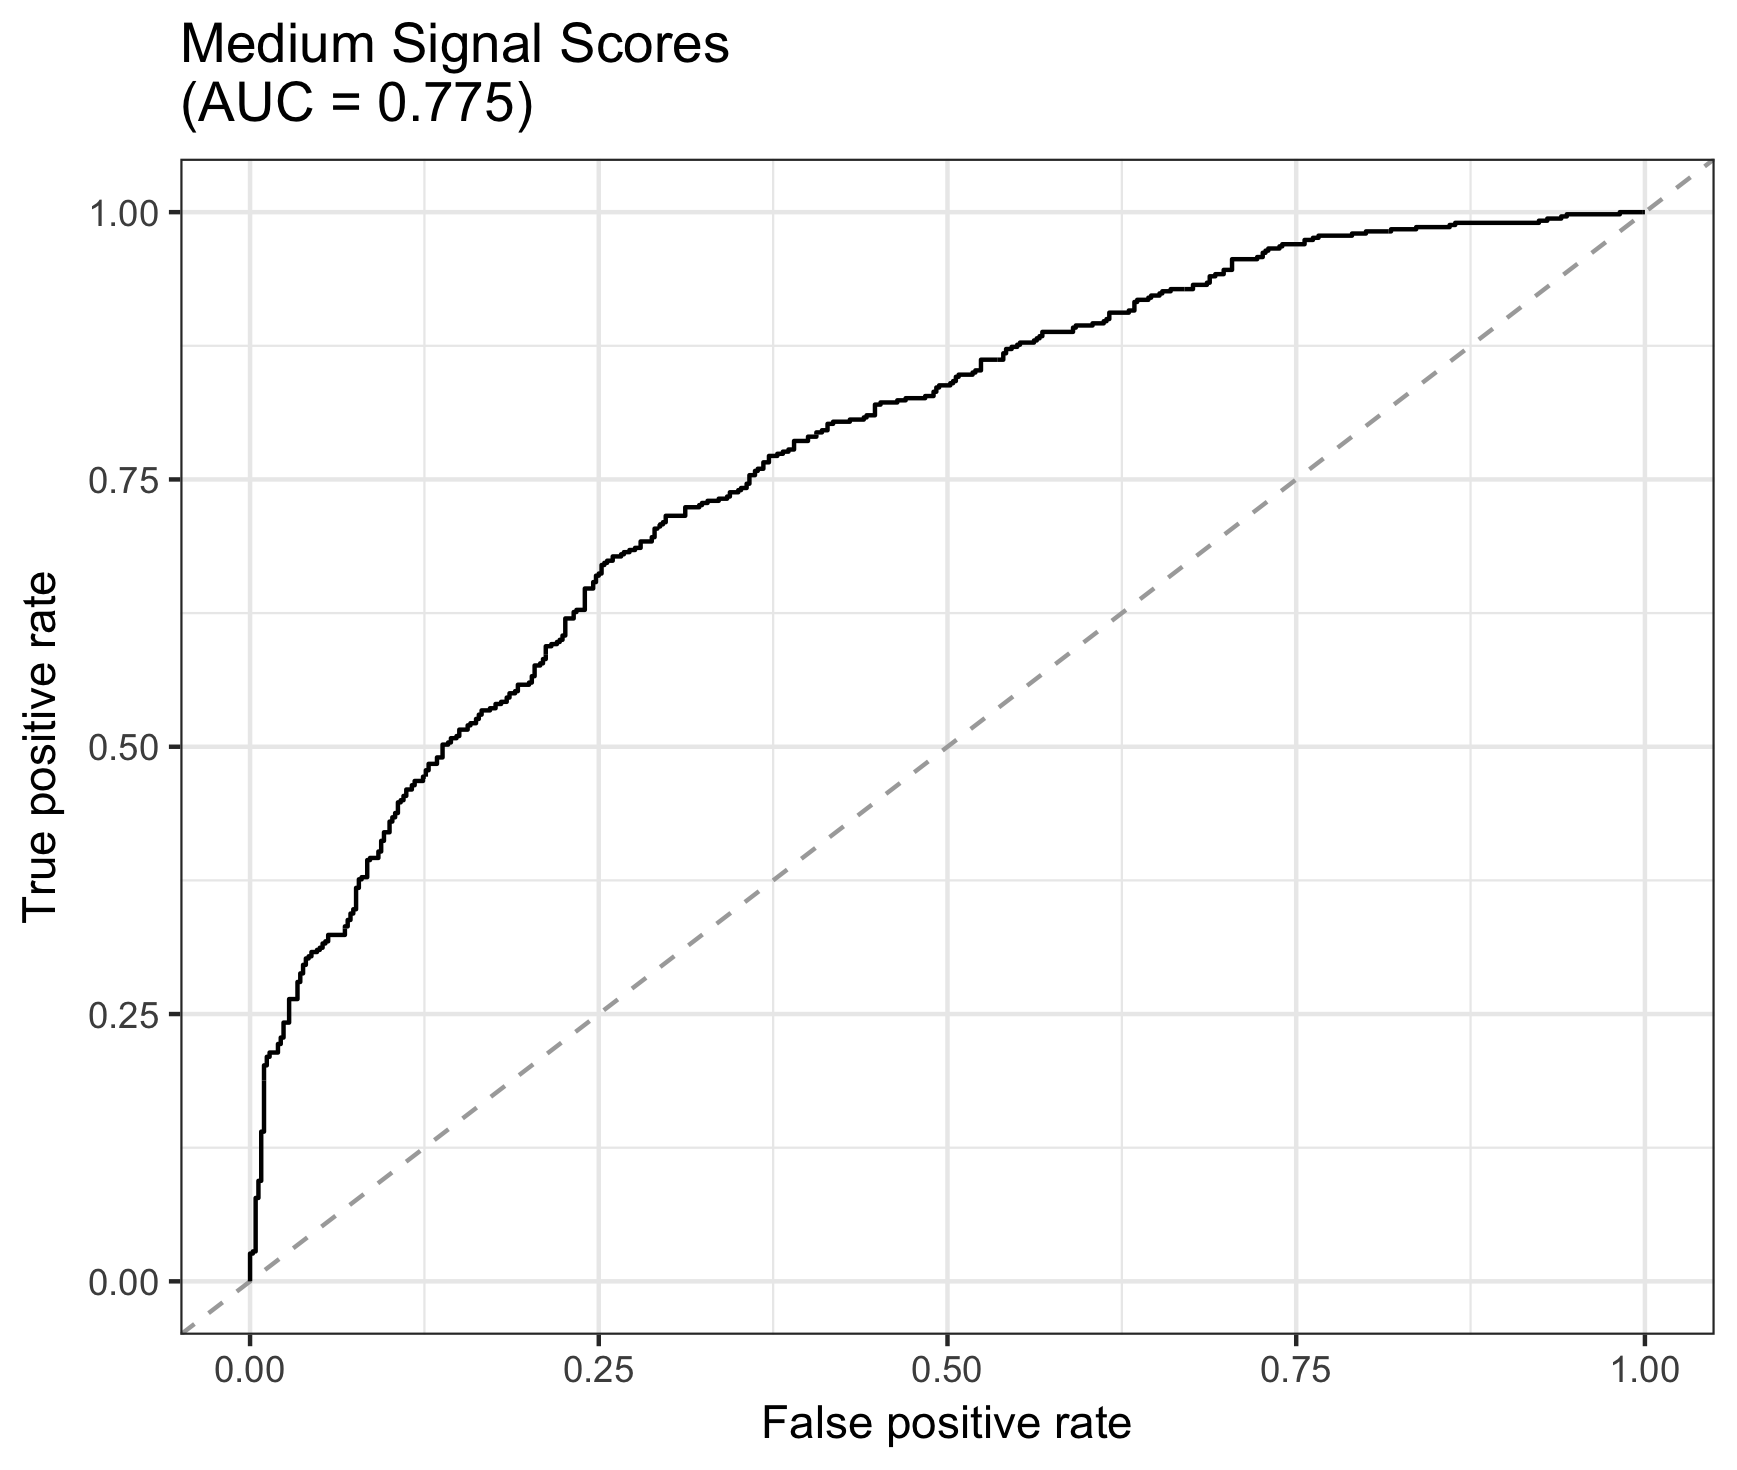 Medium Signal Scores
(AUC = 0.775)
True positive rate
1.00
0.75
0.50
0.25
0.00
0.00 0.25 0.50 0.75 1.00
False positive rate